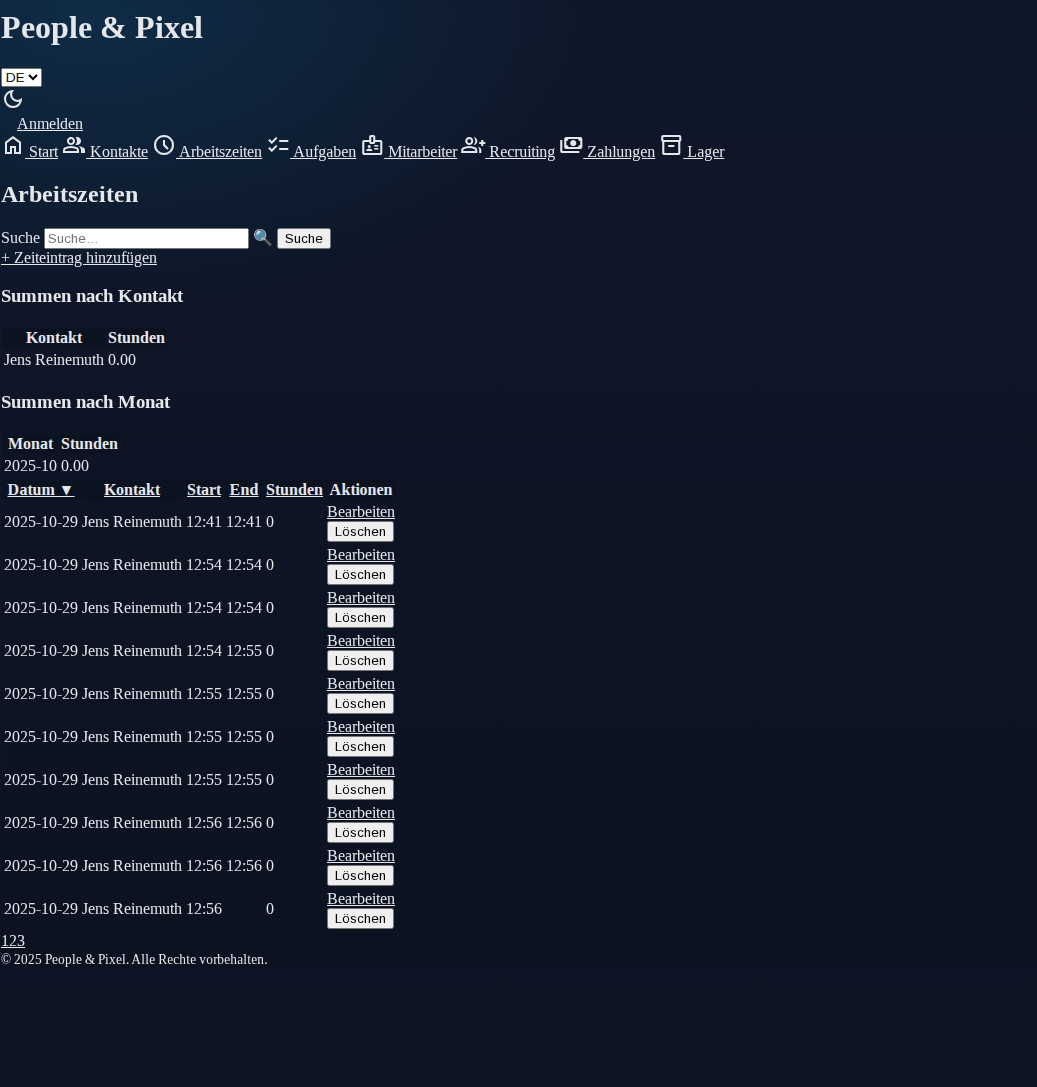 People & Pixel
DE
Anmelden
Start Kontakte Arbeitszeiten Aufgaben Mitarbeiter Recruiting Zahlungen Lager
Arbeitszeiten
Suche Suche… Suche
+ Zeiteintrag hinzufügen
Summen nach Kontakt
Kontakt Stunden
Jens Reinemuth 0.00
Summen nach Monat
Monat Stunden
2025-10 0.00
Datum ▼ Kontakt Start End Stunden Aktionen
2025-10-29 Jens Reinemuth 12:41 12:41 0 Bearbeiten
Löschen
2025-10-29 Jens Reinemuth 12:54 12:54 0 Bearbeiten
Löschen
2025-10-29 Jens Reinemuth 12:54 12:54 0 Bearbeiten
Löschen
2025-10-29 Jens Reinemuth 12:54 12:55 0 Bearbeiten
Löschen
2025-10-29 Jens Reinemuth 12:55 12:55 0 Bearbeiten
Löschen
2025-10-29 Jens Reinemuth 12:55 12:55 0 Bearbeiten
Löschen
2025-10-29 Jens Reinemuth 12:55 12:55 0 Bearbeiten
Löschen
2025-10-29 Jens Reinemuth 12:56 12:56 0 Bearbeiten
Löschen
2025-10-29 Jens Reinemuth 12:56 12:56 0 Bearbeiten
Löschen
2025-10-29 Jens Reinemuth 12:56 0 Bearbeiten
Löschen
123
© 2025 People & Pixel. Alle Rechte vorbehalten.